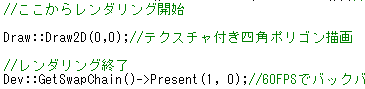 //ここからレンダリング開始
Draw::Draw2D(0,0);//テクスチャ付き四角ポリゴン描画
//レンダリング終了
Dev::GetSwapChain()->Present(1, 0);//60FPSでバックバ